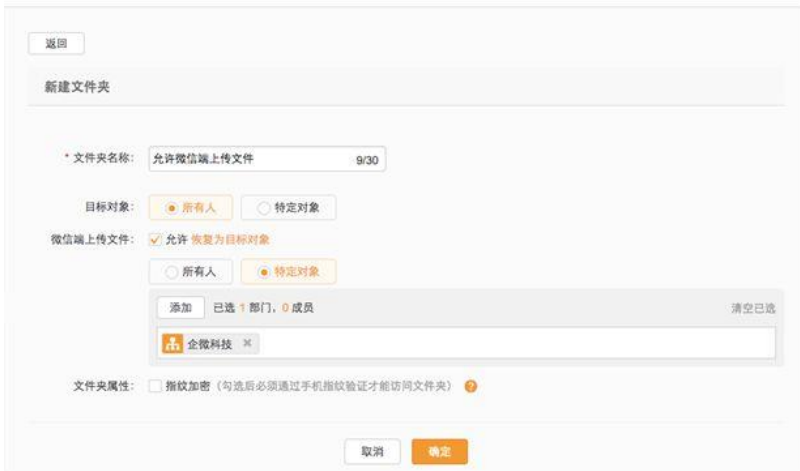 返回
新建文件夹
* 文件夹名称: 允许微信端上传文件 9/30
目标对象: 所有人 特定对象
微信端上传文件: 允许 恢复为目标对象
所有人 特定对象
添加 已选 1 部门，0 成员 清空已选
企微科技 ×
文件夹属性: 指纹加密（勾选后必须通过手机指纹验证才能访问文件夹） ?
取消 确定